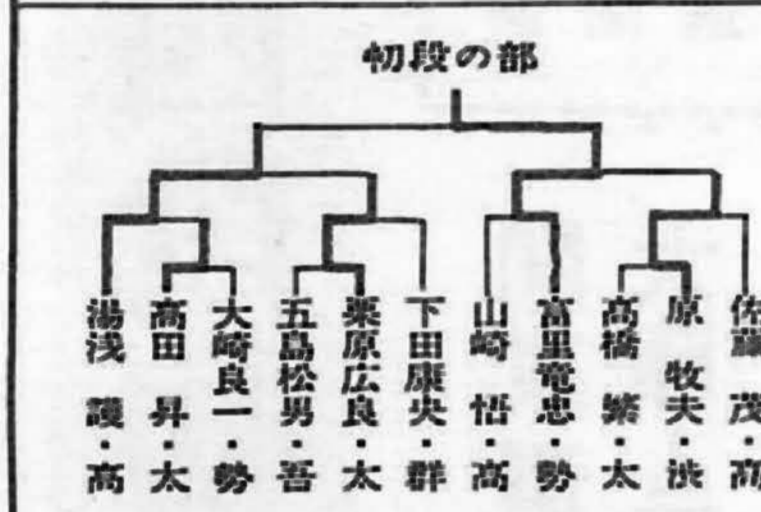 初段の部
湯浅 護・高
高田 昇・太
大崎良一・勢
五島松男・吾
栗原広良・太
下田康央・群
山崎 悟・高
富里竜忠・勢
高橋 繁・太
原 牧夫・渋
佐藤 茂・高